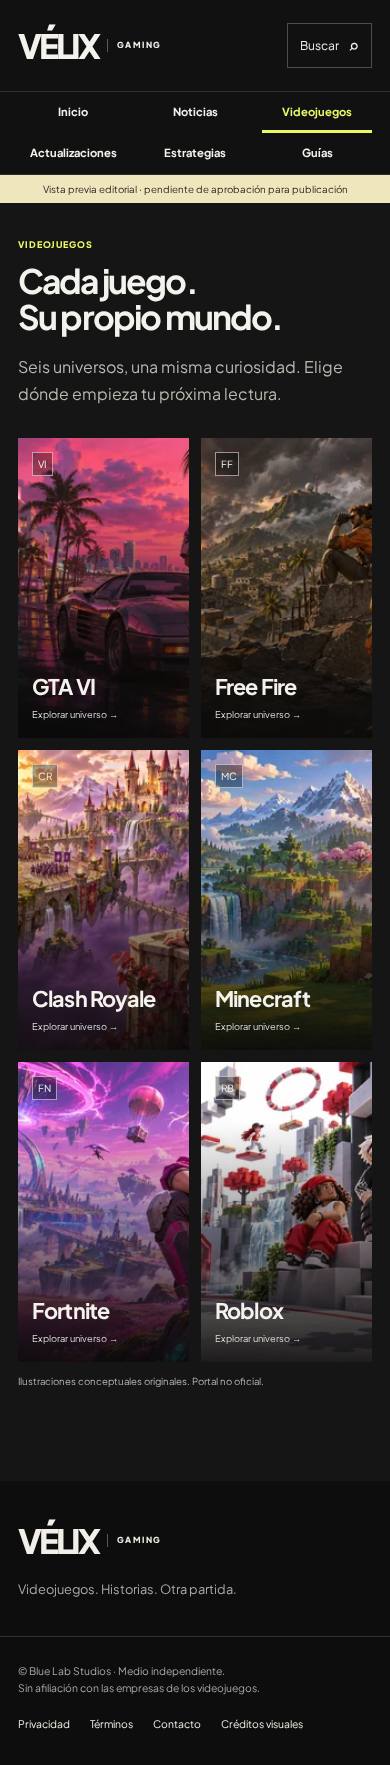 VÉLIX GAMING
Buscar
Inicio Noticias Videojuegos
Actualizaciones Estrategias Guías
Vista previa editorial · pendiente de aprobación para publicación
VIDEOJUEGOS
Cada juego.
Su propio mundo.
Seis universos, una misma curiosidad. Elige
dónde empieza tu próxima lectura.
VI
GTA VI
Explorar universo →
FF
Free Fire
Explorar universo →
CR
Clash Royale
Explorar universo →
MC
Minecraft
Explorar universo →
FN
Fortnite
Explorar universo →
RB
Roblox
Explorar universo →
Ilustraciones conceptuales originales. Portal no oficial.
VÉLIX GAMING
Videojuegos. Historias. Otra partida.
© Blue Lab Studios · Medio independiente.
Sin afiliación con las empresas de los videojuegos.
Privacidad Términos Contacto Créditos visuales